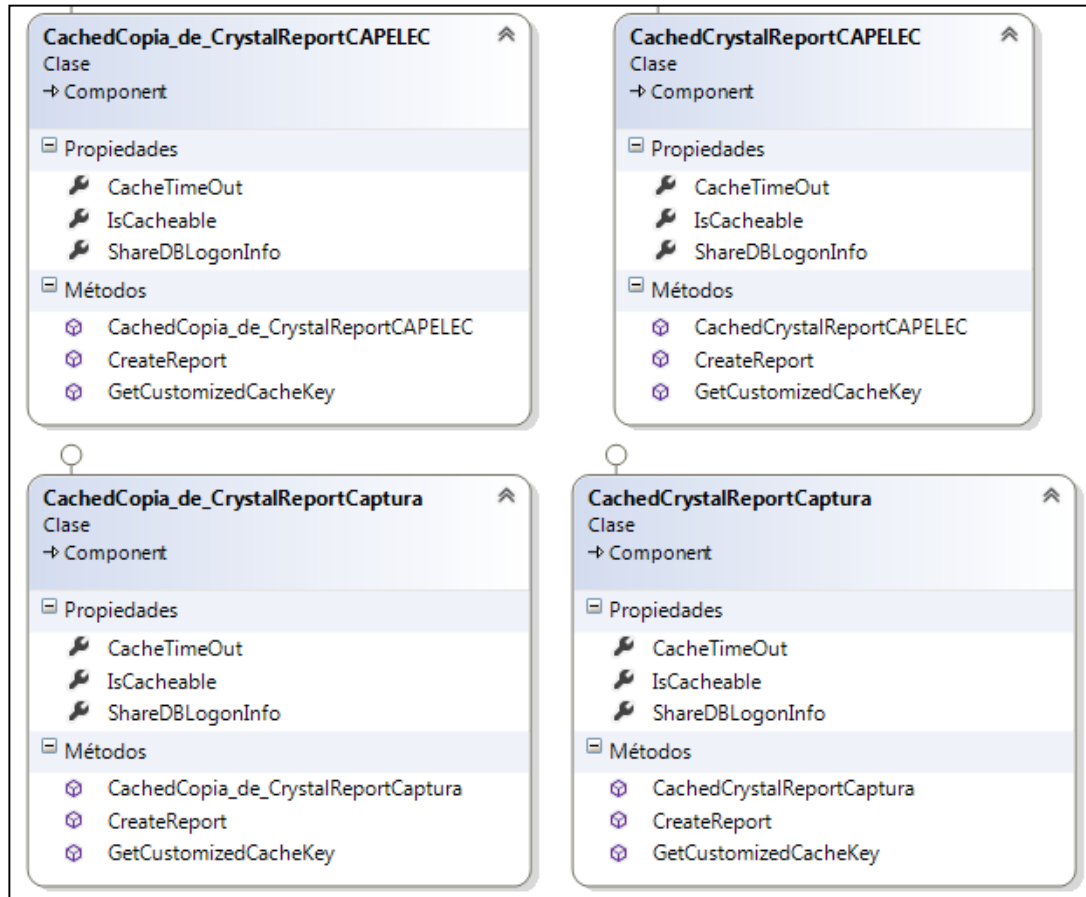 CachedCopia_de_CrystalReportCAPELEC
Clase
Component
Propiedades
CacheTimeOut
IsCacheable
ShareDBLogonInfo
Métodos
CachedCopia_de_CrystalReportCAPELEC
CreateReport
GetCustomizedCacheKey
CachedCrystalReportCAPELEC
Clase
Component
Propiedades
CacheTimeOut
IsCacheable
ShareDBLogonInfo
Métodos
CachedCrystalReportCAPELEC
CreateReport
GetCustomizedCacheKey
CachedCopia_de_CrystalReportCaptura
Clase
Component
Propiedades
CacheTimeOut
IsCacheable
ShareDBLogonInfo
Métodos
CachedCopia_de_CrystalReportCaptura
CreateReport
GetCustomizedCacheKey
CachedCrystalReportCaptura
Clase
Component
Propiedades
CacheTimeOut
IsCacheable
ShareDBLogonInfo
Métodos
CachedCrystalReportCaptura
CreateReport
GetCustomizedCacheKey